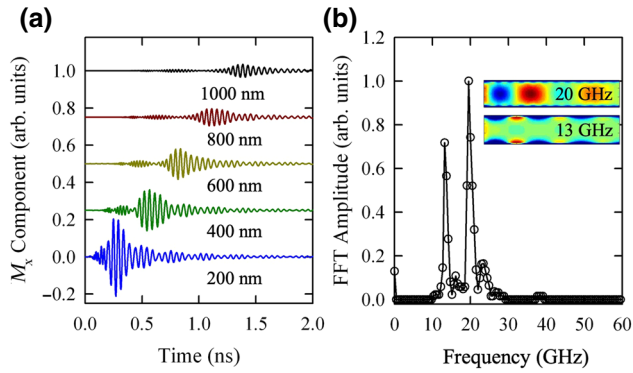 (a)
M_x Component (arb. units)
1.0
0.8
0.6
0.4
0.2
0.0
−0.2
1000 nm
800 nm
600 nm
400 nm
200 nm
0.0 0.5 1.0 1.5 2.0
Time (ns)
(b)
FFT Amplitude (arb. units)
1.2
1.0
0.8
0.6
0.4
0.2
0.0
20 GHz
13 GHz
0 10 20 30 40 50 60
Frequency (GHz)